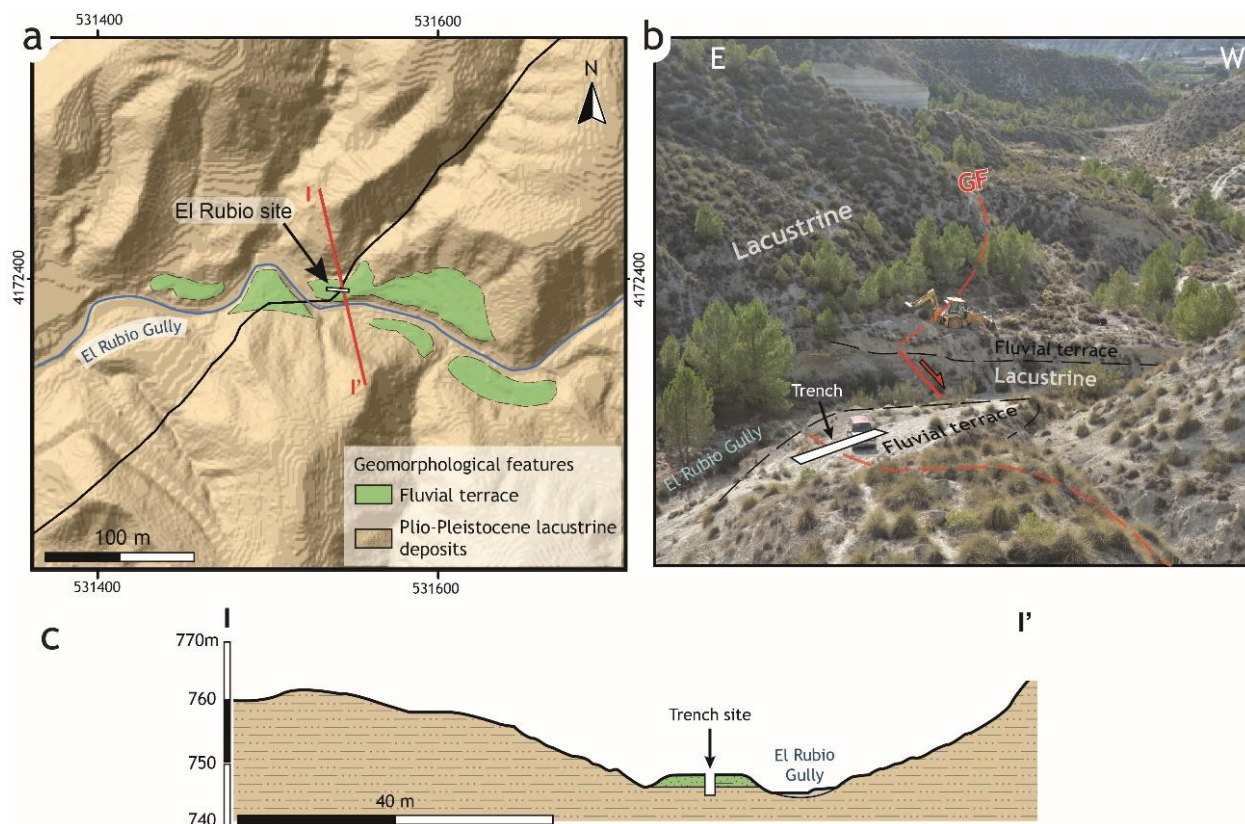 531400
531600
a
N
I
El Rubio site
4172400
4172400
El Rubio Gully
I'
Geomorphological features
Fluvial terrace
Plio-Pleistocene lacustrine
deposits
100 m
531400
531600
b
E
W
GF
Lacustrine
Fluvial terrace
Lacustrine
Trench
Fluvial terrace
El Rubio Gully
c
I
I'
770m
760
750
740
Trench site
El Rubio
Gully
40 m